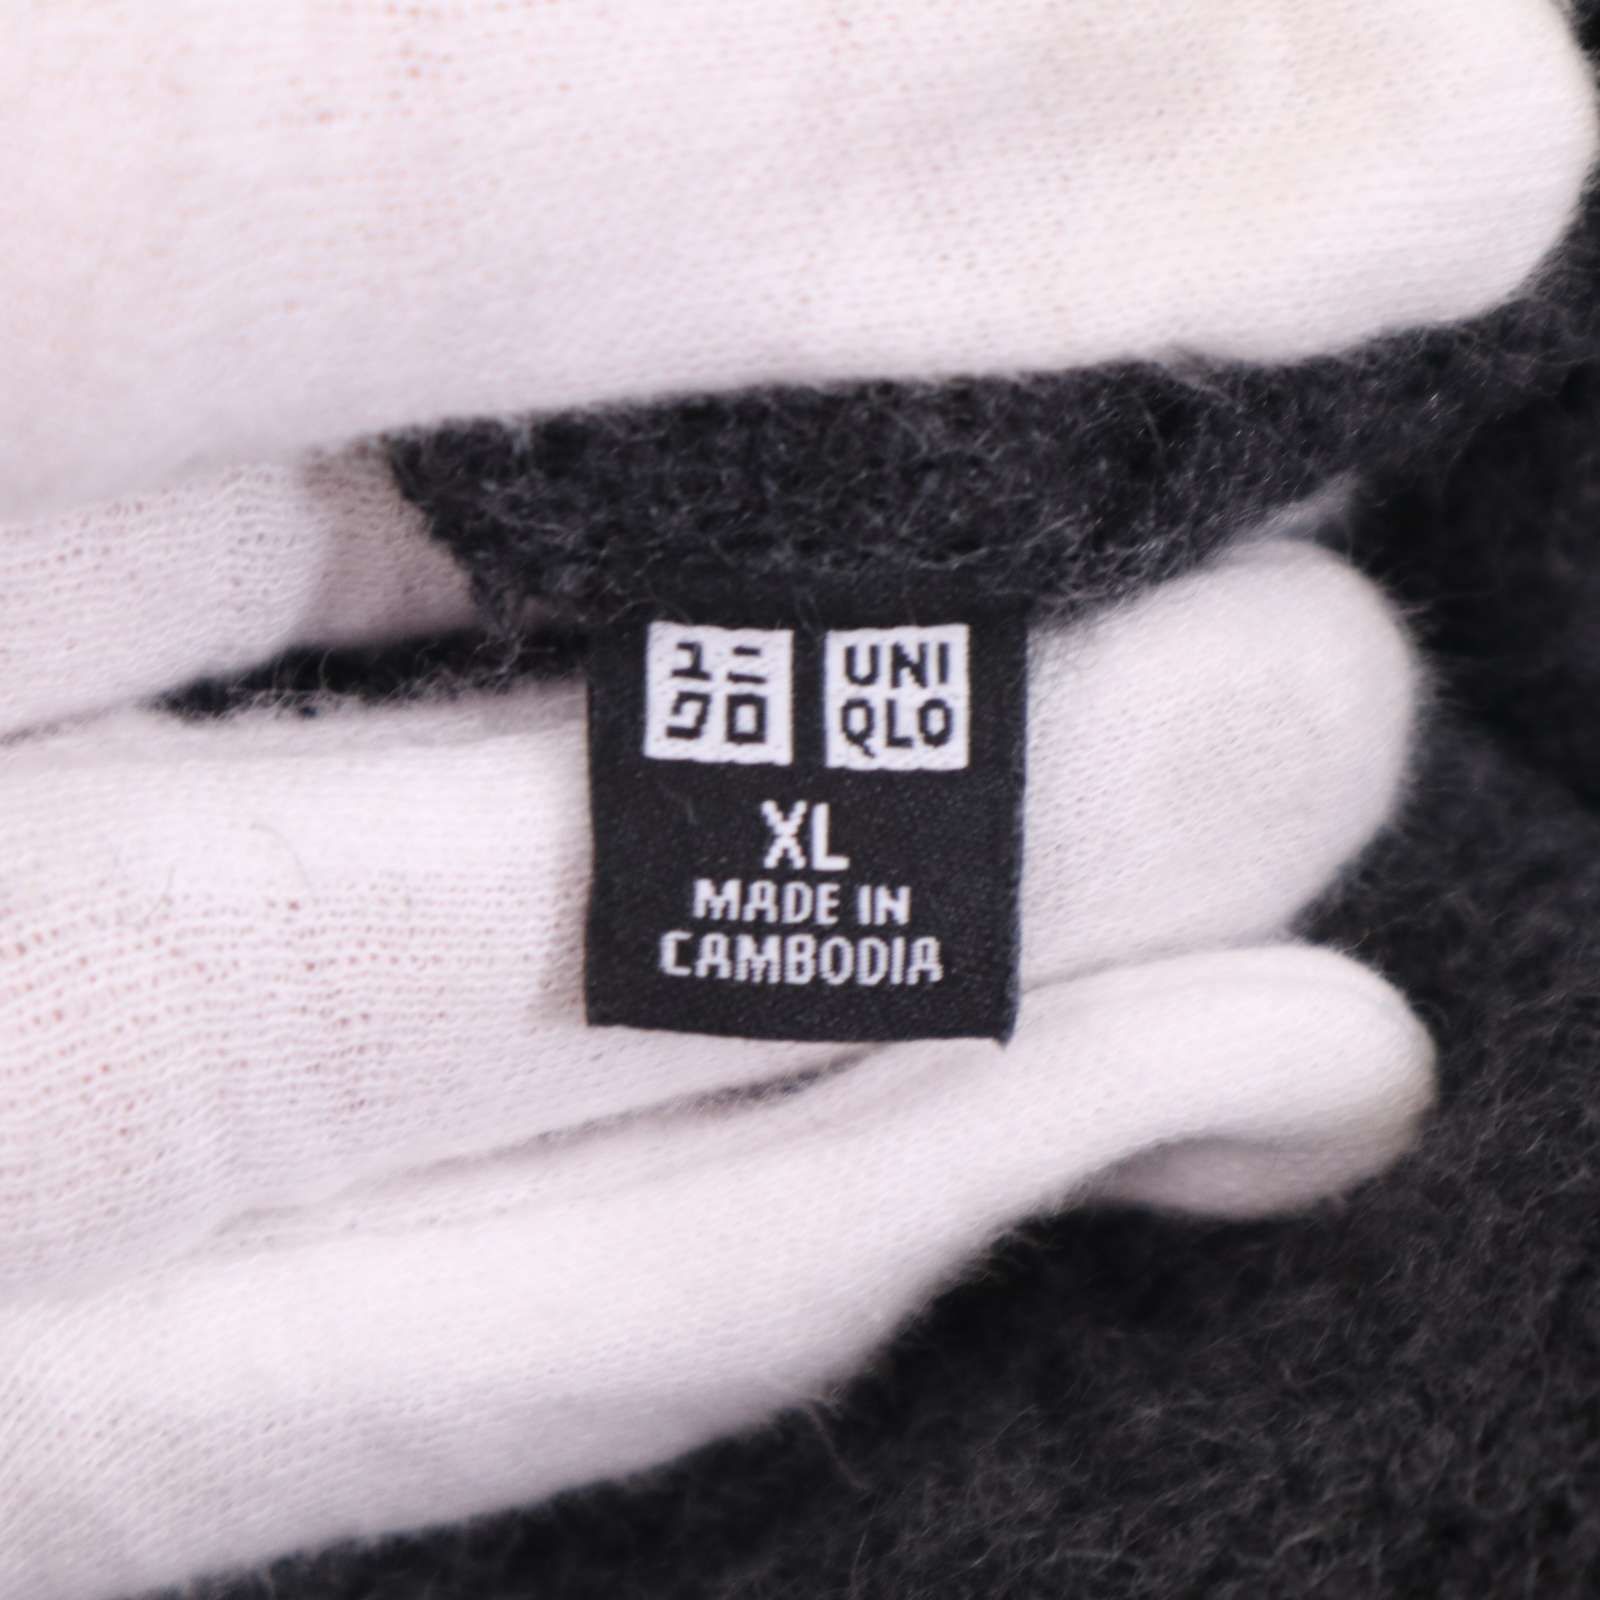 ユニ UNI
クロ QLO
XL
MADE IN
CAMBODIA